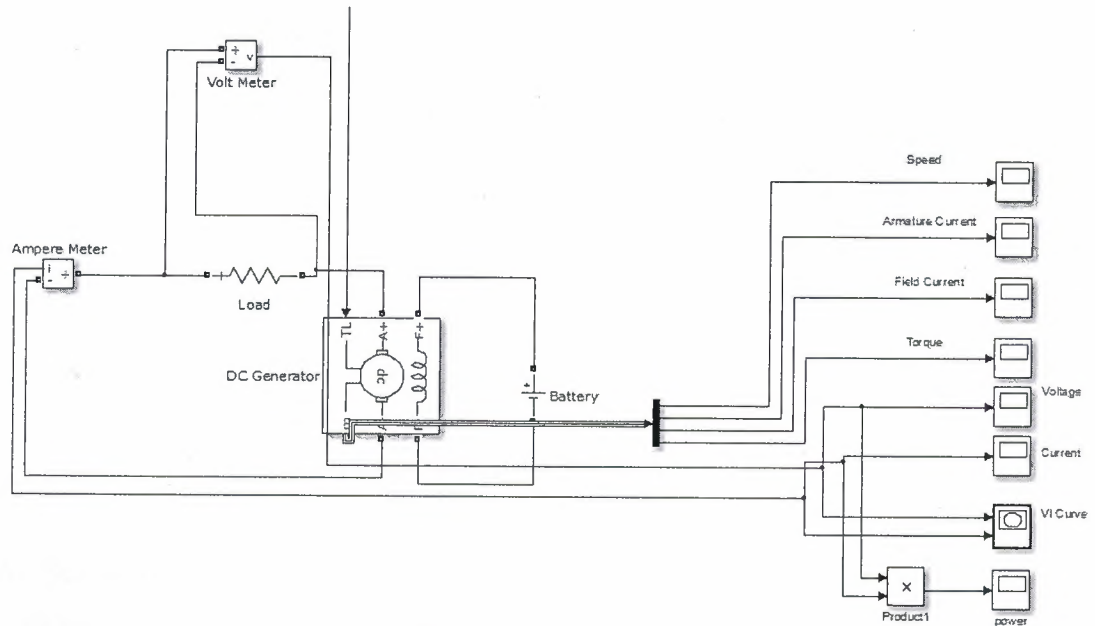 Volt Meter
Speed
Armature Current
Ampere Meter
Field Current
Load
Torque
TL
A+
F+
DC Generator
dc
Battery
Voltage
Current
VI Curve
Product1
power